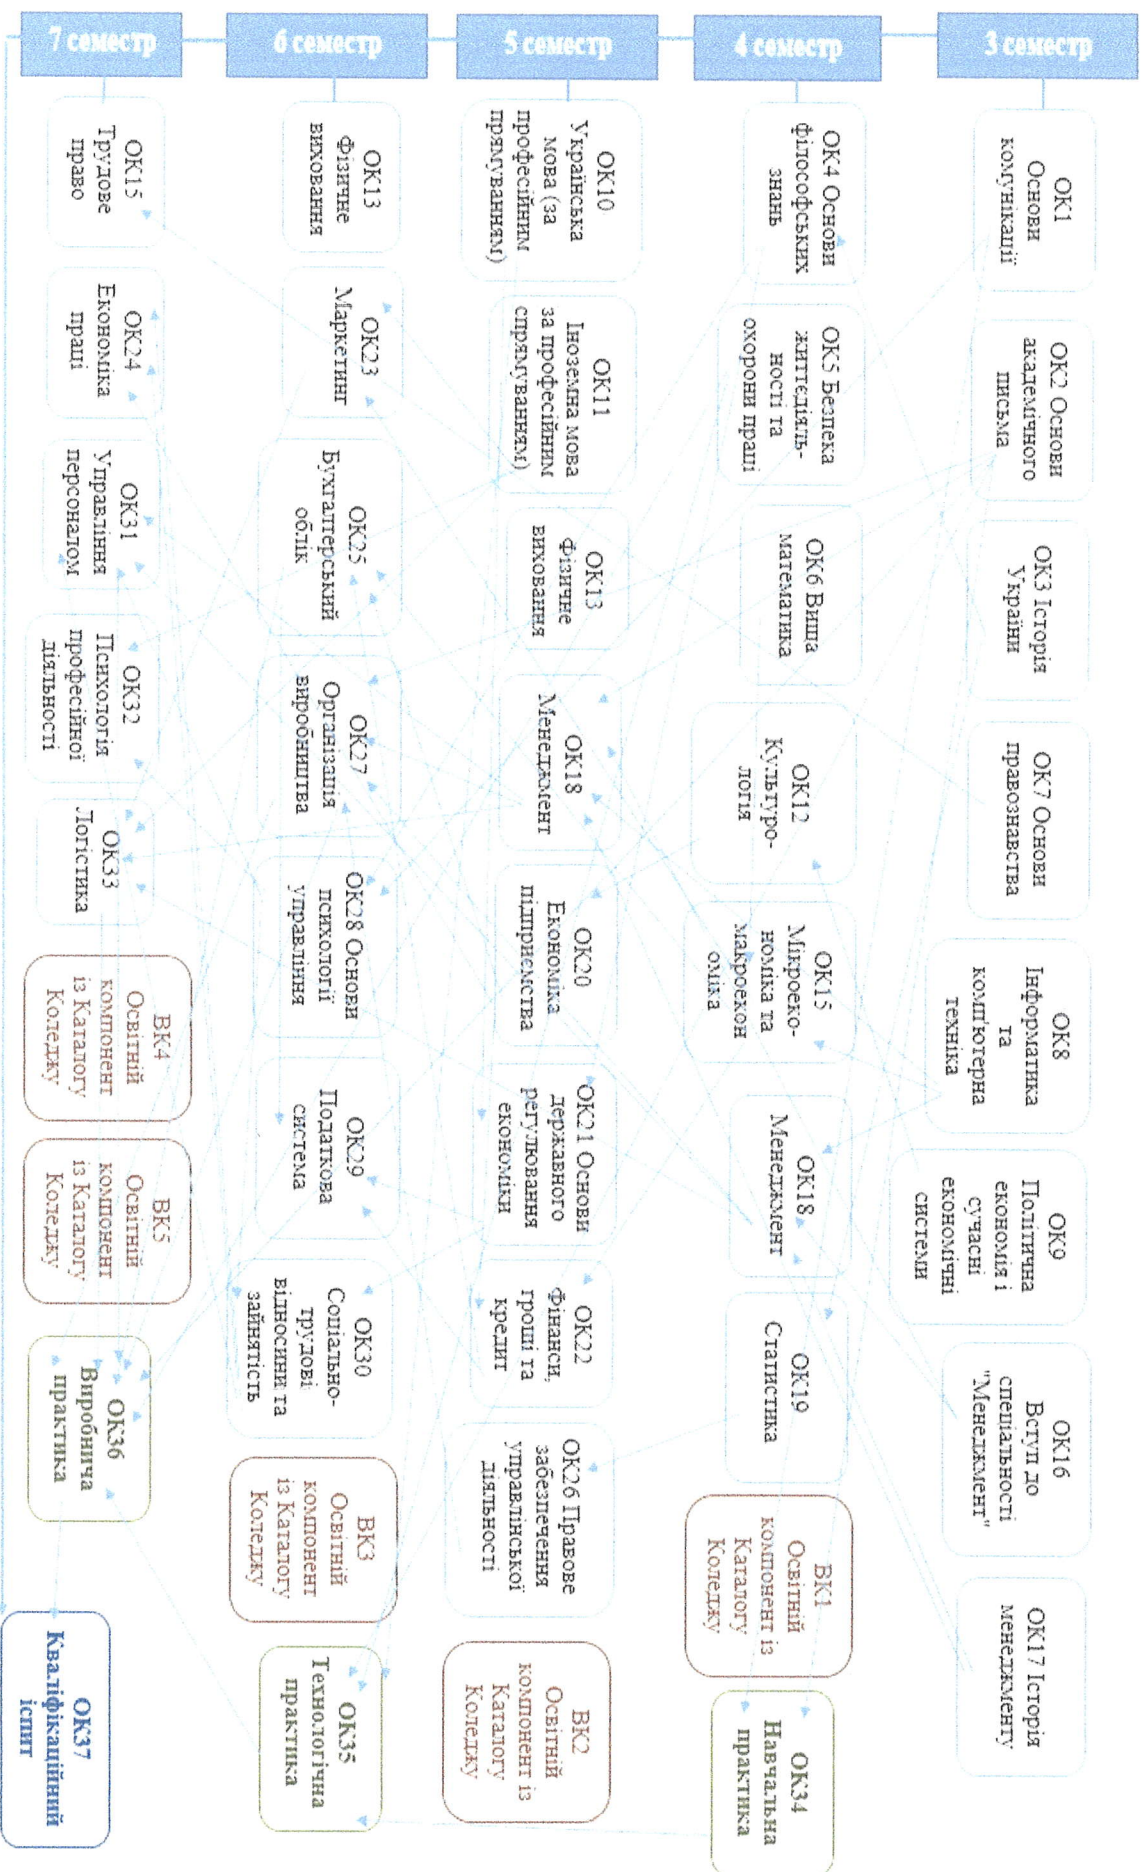 3 семестр
ОК1
Основи
комунікації
ОК2 Основи
академічного
письма
ОК3 Історія
України
ОК7 Основи
правознавства
ОК8
Інформатика
та
комп'ютерна
техніка
ОК9
Політична
економія і
сучасні
економічні
системи
ОК16
Вступ до
спеціальності
"Менеджмент"
ОК17 Історія
менеджменту
4 семестр
ОК4 Основи
філософських
знань
ОК5 Безпека
життєдіяль-
ності та
охорони праці
ОК6 Вища
математика
ОК12
Культуро-
логія
ОК15
Мікроеко-
номіка та
макроекон
оміка
ОК18
Менеджмент
ОК19
Статистика
ВК1
Освітній
компонент із
Каталогу
Коледжу
ОК34
Навчальна
практика
5 семестр
ОК10
Українська
мова (за
професійним
прямуванням)
ОК11
Іноземна мова
за професійним
спрямуванням)
ОК13
Фізичне
виховання
ОК18
Менеджмент
ОК20
Економіка
підприємства
ОК21 Основи
державного
регулювання
економіки
ОК22
Фінанси,
гроші та
кредит
ОК26 Правове
забезпечення
управлінської
діяльності
ВК2
Освітній
компонент із
Каталогу
Коледжу
6 семестр
ОК13
Фізичне
виховання
ОК23
Маркетинг
ОК25
Бухгалтерський
облік
ОК27
Організація
виробництва
ОК28 Основи
психології
управління
ОК29
Податкова
система
ОК30
Соціально-
трудові
відносини та
зайнятість
ВК3
Освітній
компонент
із Каталогу
Коледжу
ОК35
Технологічна
практика
7 семестр
ОК15
Трудове
право
ОК24
Економіка
праці
ОК31
Управління
персоналом
ОК32
Психологія
професійної
діяльності
ОК33
Логістика
ВК4
Освітній
компонент
із Каталогу
Коледжу
ВК5
Освітній
компонент
із Каталогу
Коледжу
ОК36
Виробнича
практика
ОК37
Кваліфікаційний
іспит